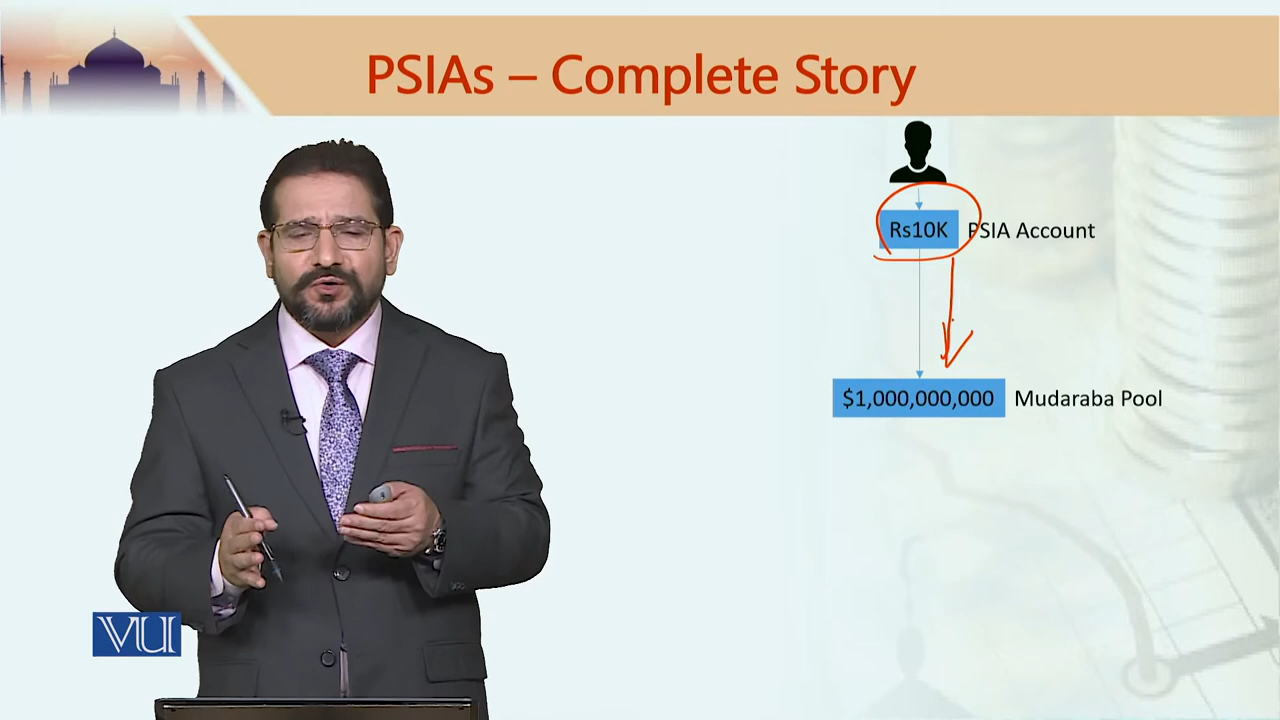 PSIAs – Complete Story
Rs10K PSIA Account
$1,000,000,000 Mudaraba Pool
VU